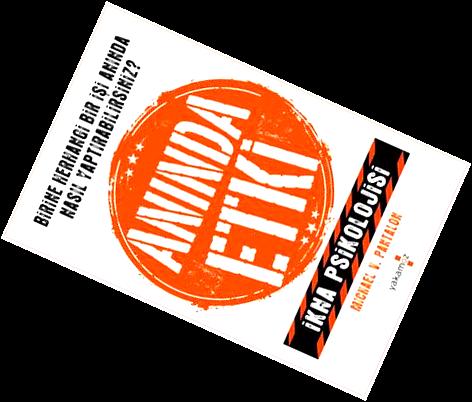 BİRİNE HERHANGİ BİR İŞİ ANINDA
NASIL YAPTIRABİLİRSİNİZ?
ANINDA
ETKİ
İKNA PSİKOLOJİSİ
MICHAEL V. PANTALON
yakamoz